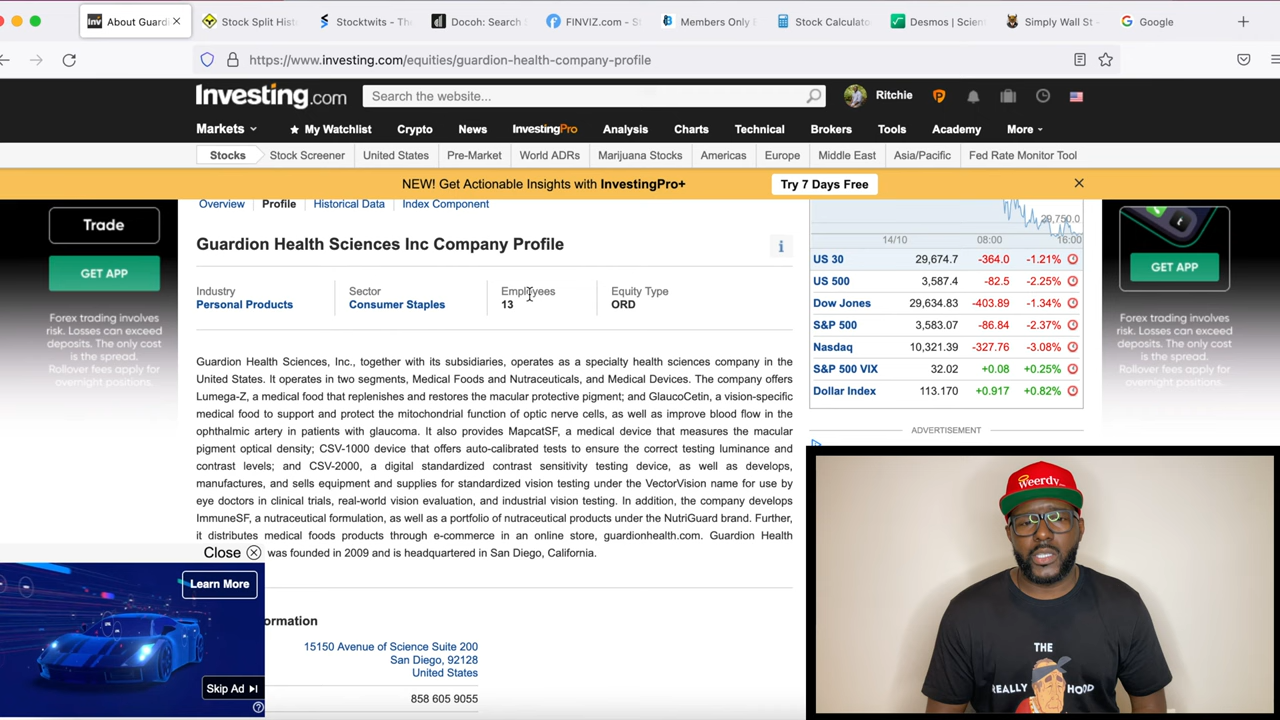 About Guardi
Stock Split Hist
Stocktwits - The
Docoh: Search
FINVIZ.com - S
Members Only
Stock Calculato
Desmos | Scien
Simply Wall St
Google
https://www.investing.com/equities/guardion-health-company-profile
Investing.com
Search the website...
Ritchie
Markets
My Watchlist
Crypto
News
InvestingPro
Analysis
Charts
Technical
Brokers
Tools
Academy
More
Stocks
Stock Screener
United States
Pre-Market
World ADRs
Marijuana Stocks
Americas
Europe
Middle East
Asia/Pacific
Fed Rate Monitor Tool
NEW! Get Actionable Insights with InvestingPro+
Try 7 Days Free
Overview
Profile
Historical Data
Index Component
Trade
GET APP
Forex trading involves
risk. Losses can exceed
deposits. The only cost
is the spread.
Rollover fees apply for
overnight positions.
Guardion Health Sciences Inc Company Profile
Industry
Personal Products
Sector
Consumer Staples
Employees
13
Equity Type
ORD
Guardion Health Sciences, Inc., together with its subsidiaries, operates as a specialty health sciences company in the
United States. It operates in two segments, Medical Foods and Nutraceuticals, and Medical Devices. The company offers
Lumega-Z, a medical food that replenishes and restores the macular protective pigment; and GlaucoCetin, a vision-specific
medical food to support and protect the mitochondrial function of optic nerve cells, as well as improve blood flow in the
ophthalmic artery in patients with glaucoma. It also provides MapcatSF, a medical device that measures the macular
pigment optical density; CSV-1000 device that offers auto-calibrated tests to ensure the correct testing luminance and
contrast levels; and CSV-2000, a digital standardized contrast sensitivity testing device, as well as develops,
manufactures, and sells equipment and supplies for standardized vision testing under the VectorVision name for use by
eye doctors in clinical trials, real-world vision evaluation, and industrial vision testing. In addition, the company develops
ImmuneSF, a nutraceutical formulation, as well as a portfolio of nutraceutical products under the NutriGuard brand. Further,
it distributes medical foods products through e-commerce in an online store, guardionhealth.com. Guardion Health
was founded in 2009 and is headquartered in San Diego, California.
Close
Learn More
Skip Ad
ormation
15150 Avenue of Science Suite 200
San Diego, 92128
United States
858 605 9055
29,750.0
14/10
08:00
16:00
US 30 29,674.7 -364.0 -1.21%
US 500 3,587.4 -82.5 -2.25%
Dow Jones 29,634.83 -403.89 -1.34%
S&P 500 3,583.07 -86.84 -2.37%
Nasdaq 10,321.39 -327.76 -3.08%
S&P 500 VIX 32.02 +0.08 +0.25%
Dollar Index 113.170 +0.917 +0.82%
ADVERTISEMENT
GET APP
Forex trading involves
risk. Losses can exceed
deposits. The only cost
is the spread.
Rollover fees apply for
overnight positions.
Weerdy
THE
REALLY HOOD